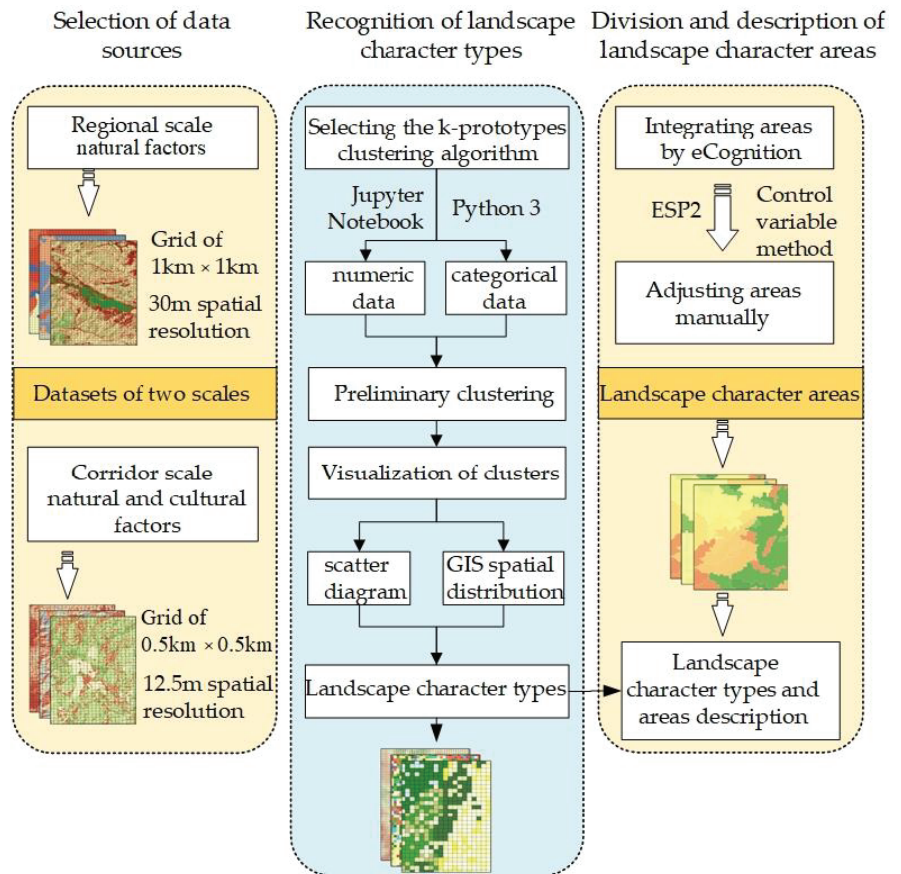 Selection of data
sources
Regional scale
natural factors
Grid of
1km × 1km
30m spatial
resolution
Datasets of two scales
Corridor scale
natural and cultural
factors
Grid of
0.5km × 0.5km
12.5m spatial
resolution
Recognition of landscape
character types
Selecting the k-prototypes
clustering algorithm
Jupyter
Notebook
Python 3
numeric
data
categorical
data
Preliminary clustering
Visualization of clusters
scatter
diagram
GIS spatial
distribution
Landscape character types
Division and description of
landscape character areas
Integrating areas
by eCognition
ESP2
Control
variable
method
Adjusting areas
manually
Landscape character areas
Landscape
character types and
areas description